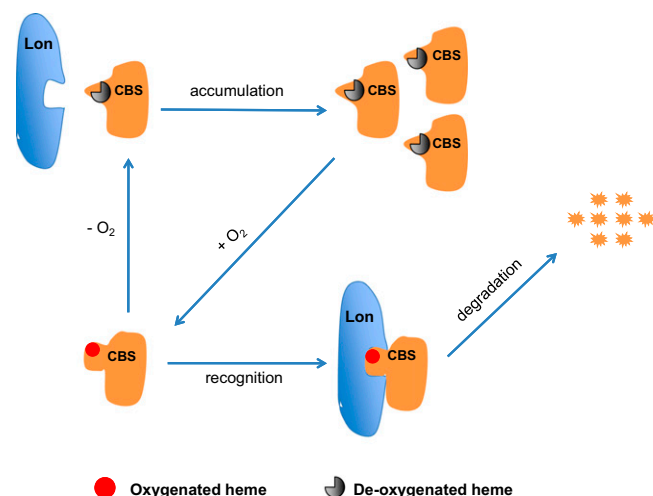 Lon
CBS
accumulation
CBS
CBS
CBS
- O₂
+ O₂
degradation
CBS
recognition
Lon
CBS
Oxygenated heme
De-oxygenated heme